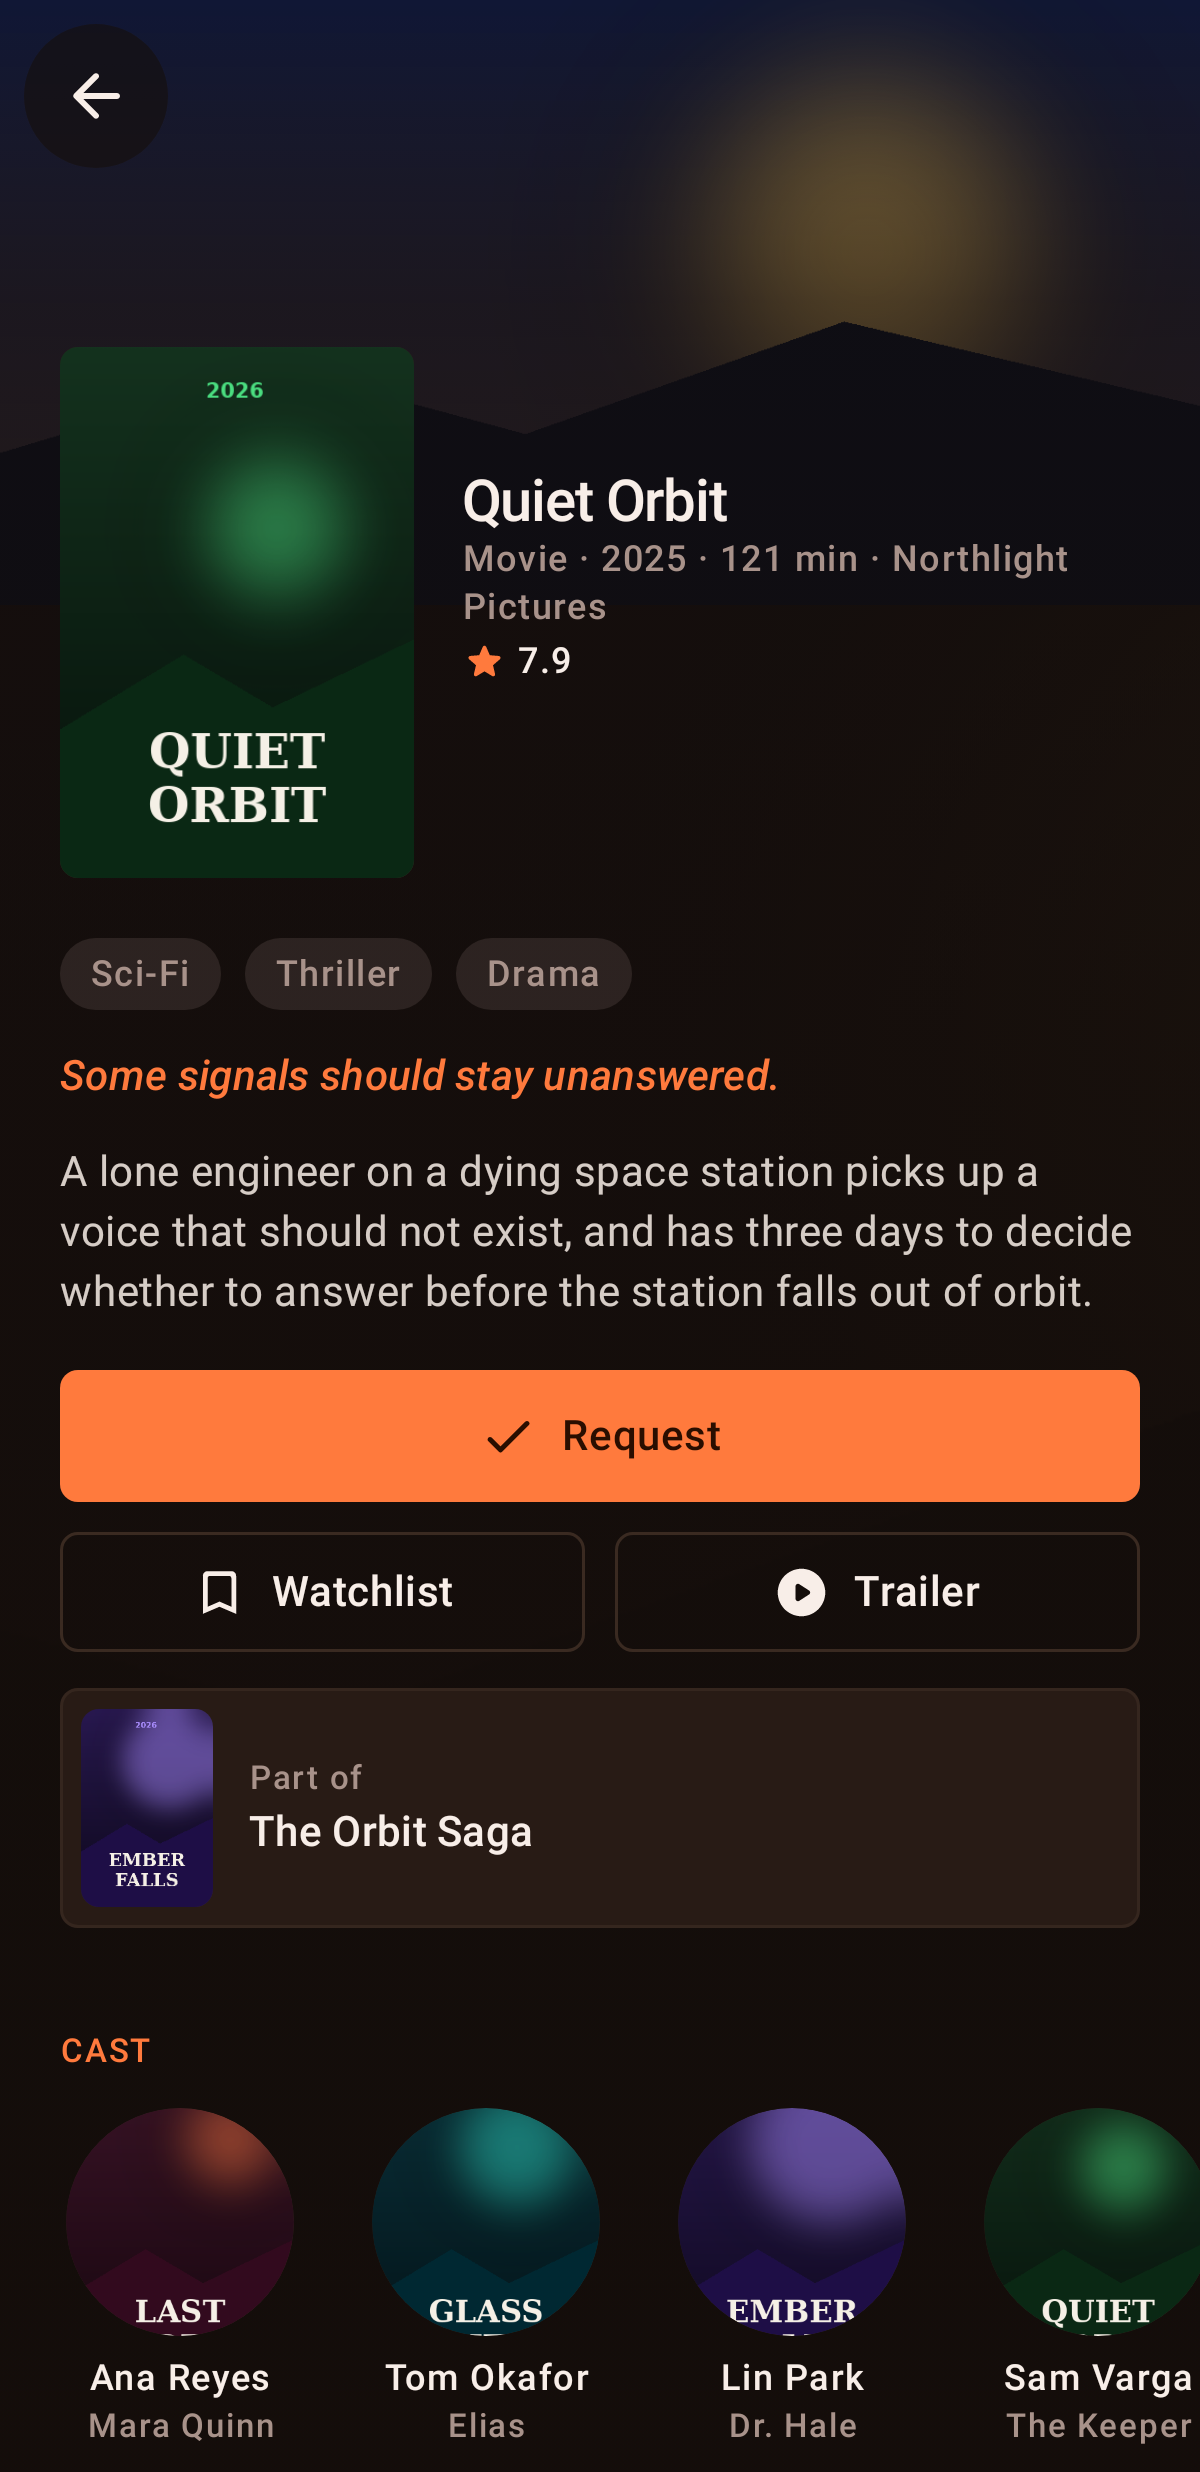 2026
QUIET
ORBIT
Quiet Orbit
Movie · 2025 · 121 min · Northlight
Pictures
7.9
Sci-Fi
Thriller
Drama
Some signals should stay unanswered.
A lone engineer on a dying space station picks up a
voice that should not exist, and has three days to decide
whether to answer before the station falls out of orbit.
Request
Watchlist
Trailer
2026
EMBER
FALLS
Part of
The Orbit Saga
CAST
LAST
GLASS
EMBER
QUIET
Ana Reyes
Tom Okafor
Lin Park
Sam Varga
Mara Quinn
Elias
Dr. Hale
The Keeper